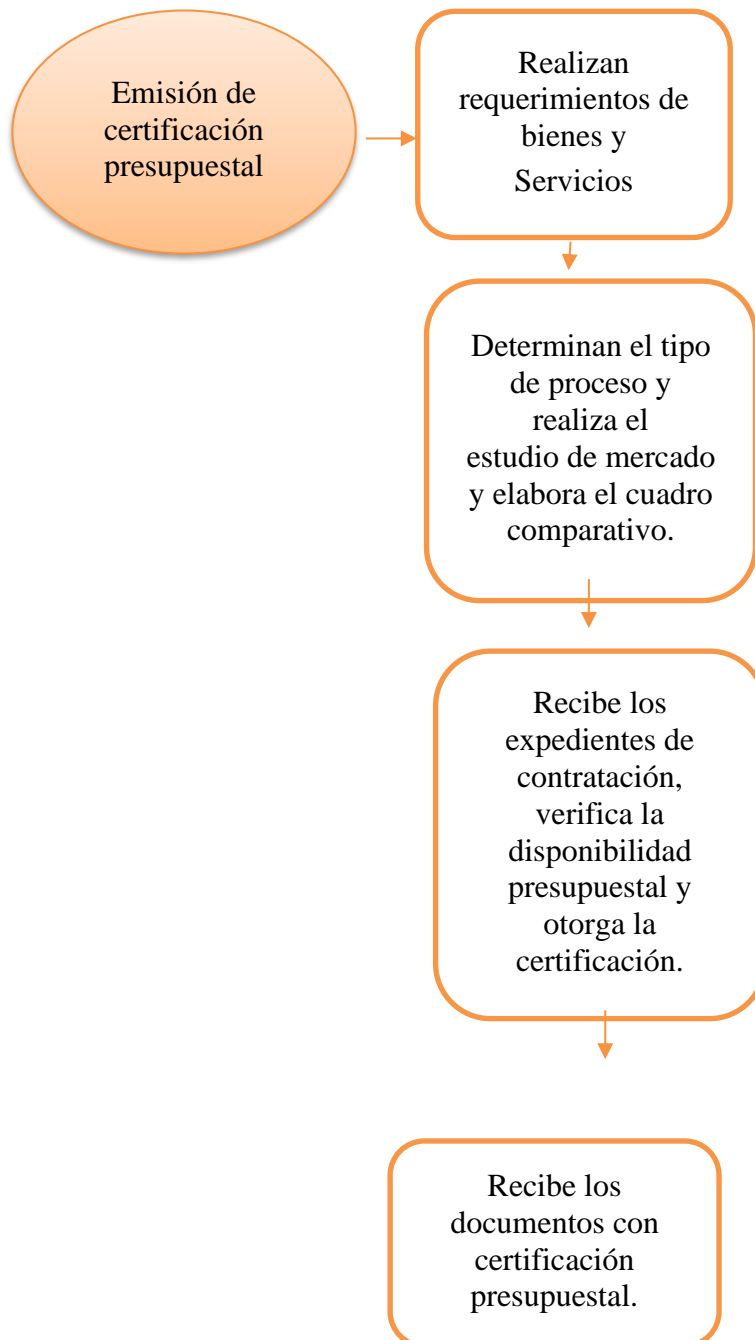 Emisión de
certificación
presupuestal
Realizan
requerimientos de
bienes y
Servicios
Determinan el tipo
de proceso y
realiza el
estudio de mercado
y elabora el cuadro
comparativo.
Recibe los
expedientes de
contratación,
verifica la
disponibilidad
presupuestal y
otorga la
certificación.
Recibe los
documentos con
certificación
presupuestal.